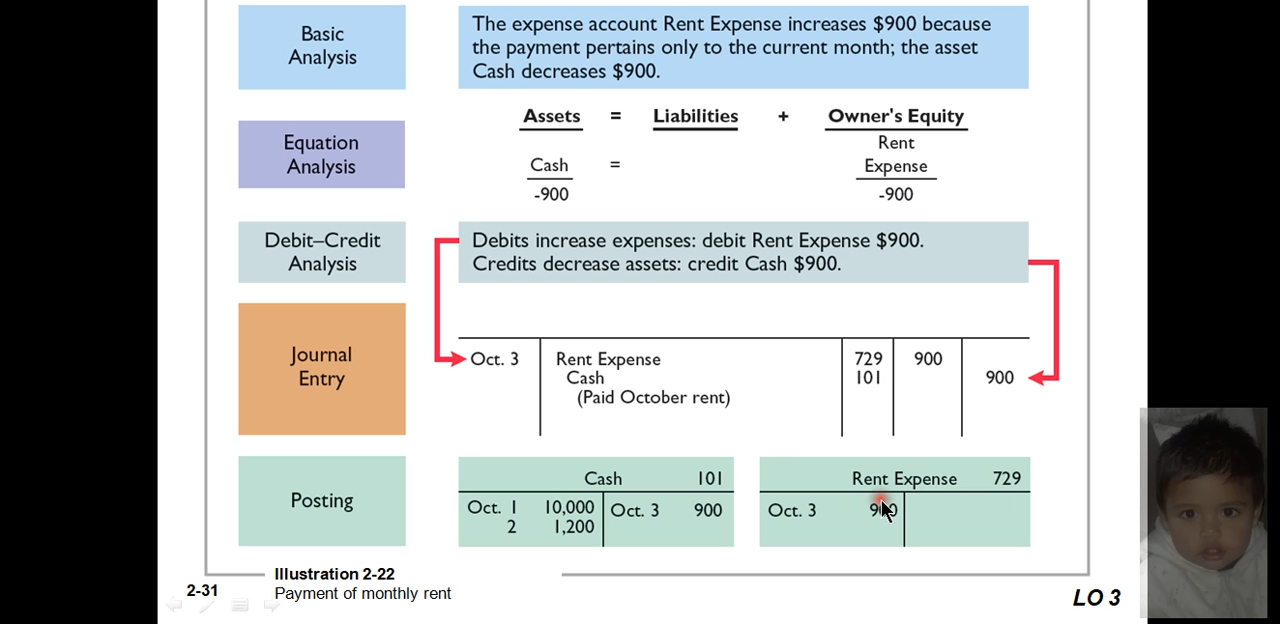 Basic
Analysis
The expense account Rent Expense increases $900 because
the payment pertains only to the current month; the asset
Cash decreases $900.
Equation
Analysis
Assets = Liabilities + Owner's Equity
Rent
Cash = Expense
-900 -900
Debit–Credit
Analysis
Debits increase expenses: debit Rent Expense $900.
Credits decrease assets: credit Cash $900.
Journal
Entry
Oct. 3 Rent Expense 729 900
Cash 101 900
(Paid October rent)
Posting
Cash 101
Oct. 1 10,000 Oct. 3 900
2 1,200
Rent Expense 729
Oct. 3 900
Illustration 2-22
2-31 Payment of monthly rent LO 3